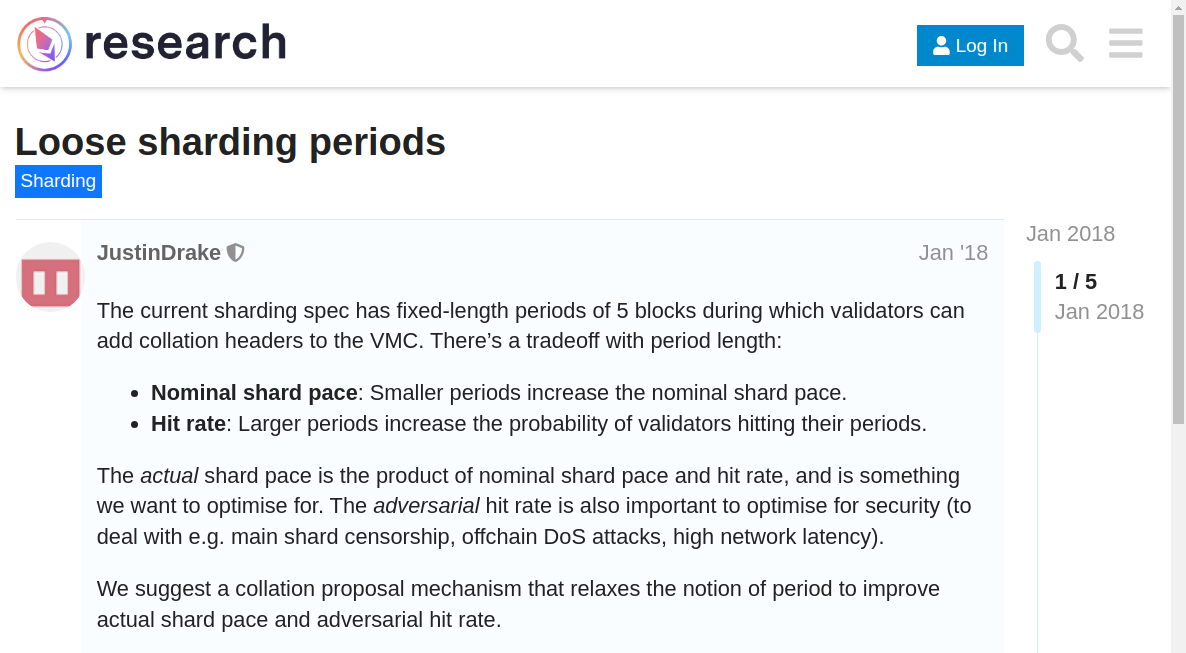 research
Log In
Loose sharding periods
Sharding
JustinDrake
Jan '18
The current sharding spec has fixed-length periods of 5 blocks during which validators can
add collation headers to the VMC. There’s a tradeoff with period length:
• Nominal shard pace: Smaller periods increase the nominal shard pace.
• Hit rate: Larger periods increase the probability of validators hitting their periods.
The actual shard pace is the product of nominal shard pace and hit rate, and is something
we want to optimise for. The adversarial hit rate is also important to optimise for security (to
deal with e.g. main shard censorship, offchain DoS attacks, high network latency).
We suggest a collation proposal mechanism that relaxes the notion of period to improve
actual shard pace and adversarial hit rate.
Jan 2018
1 / 5
Jan 2018